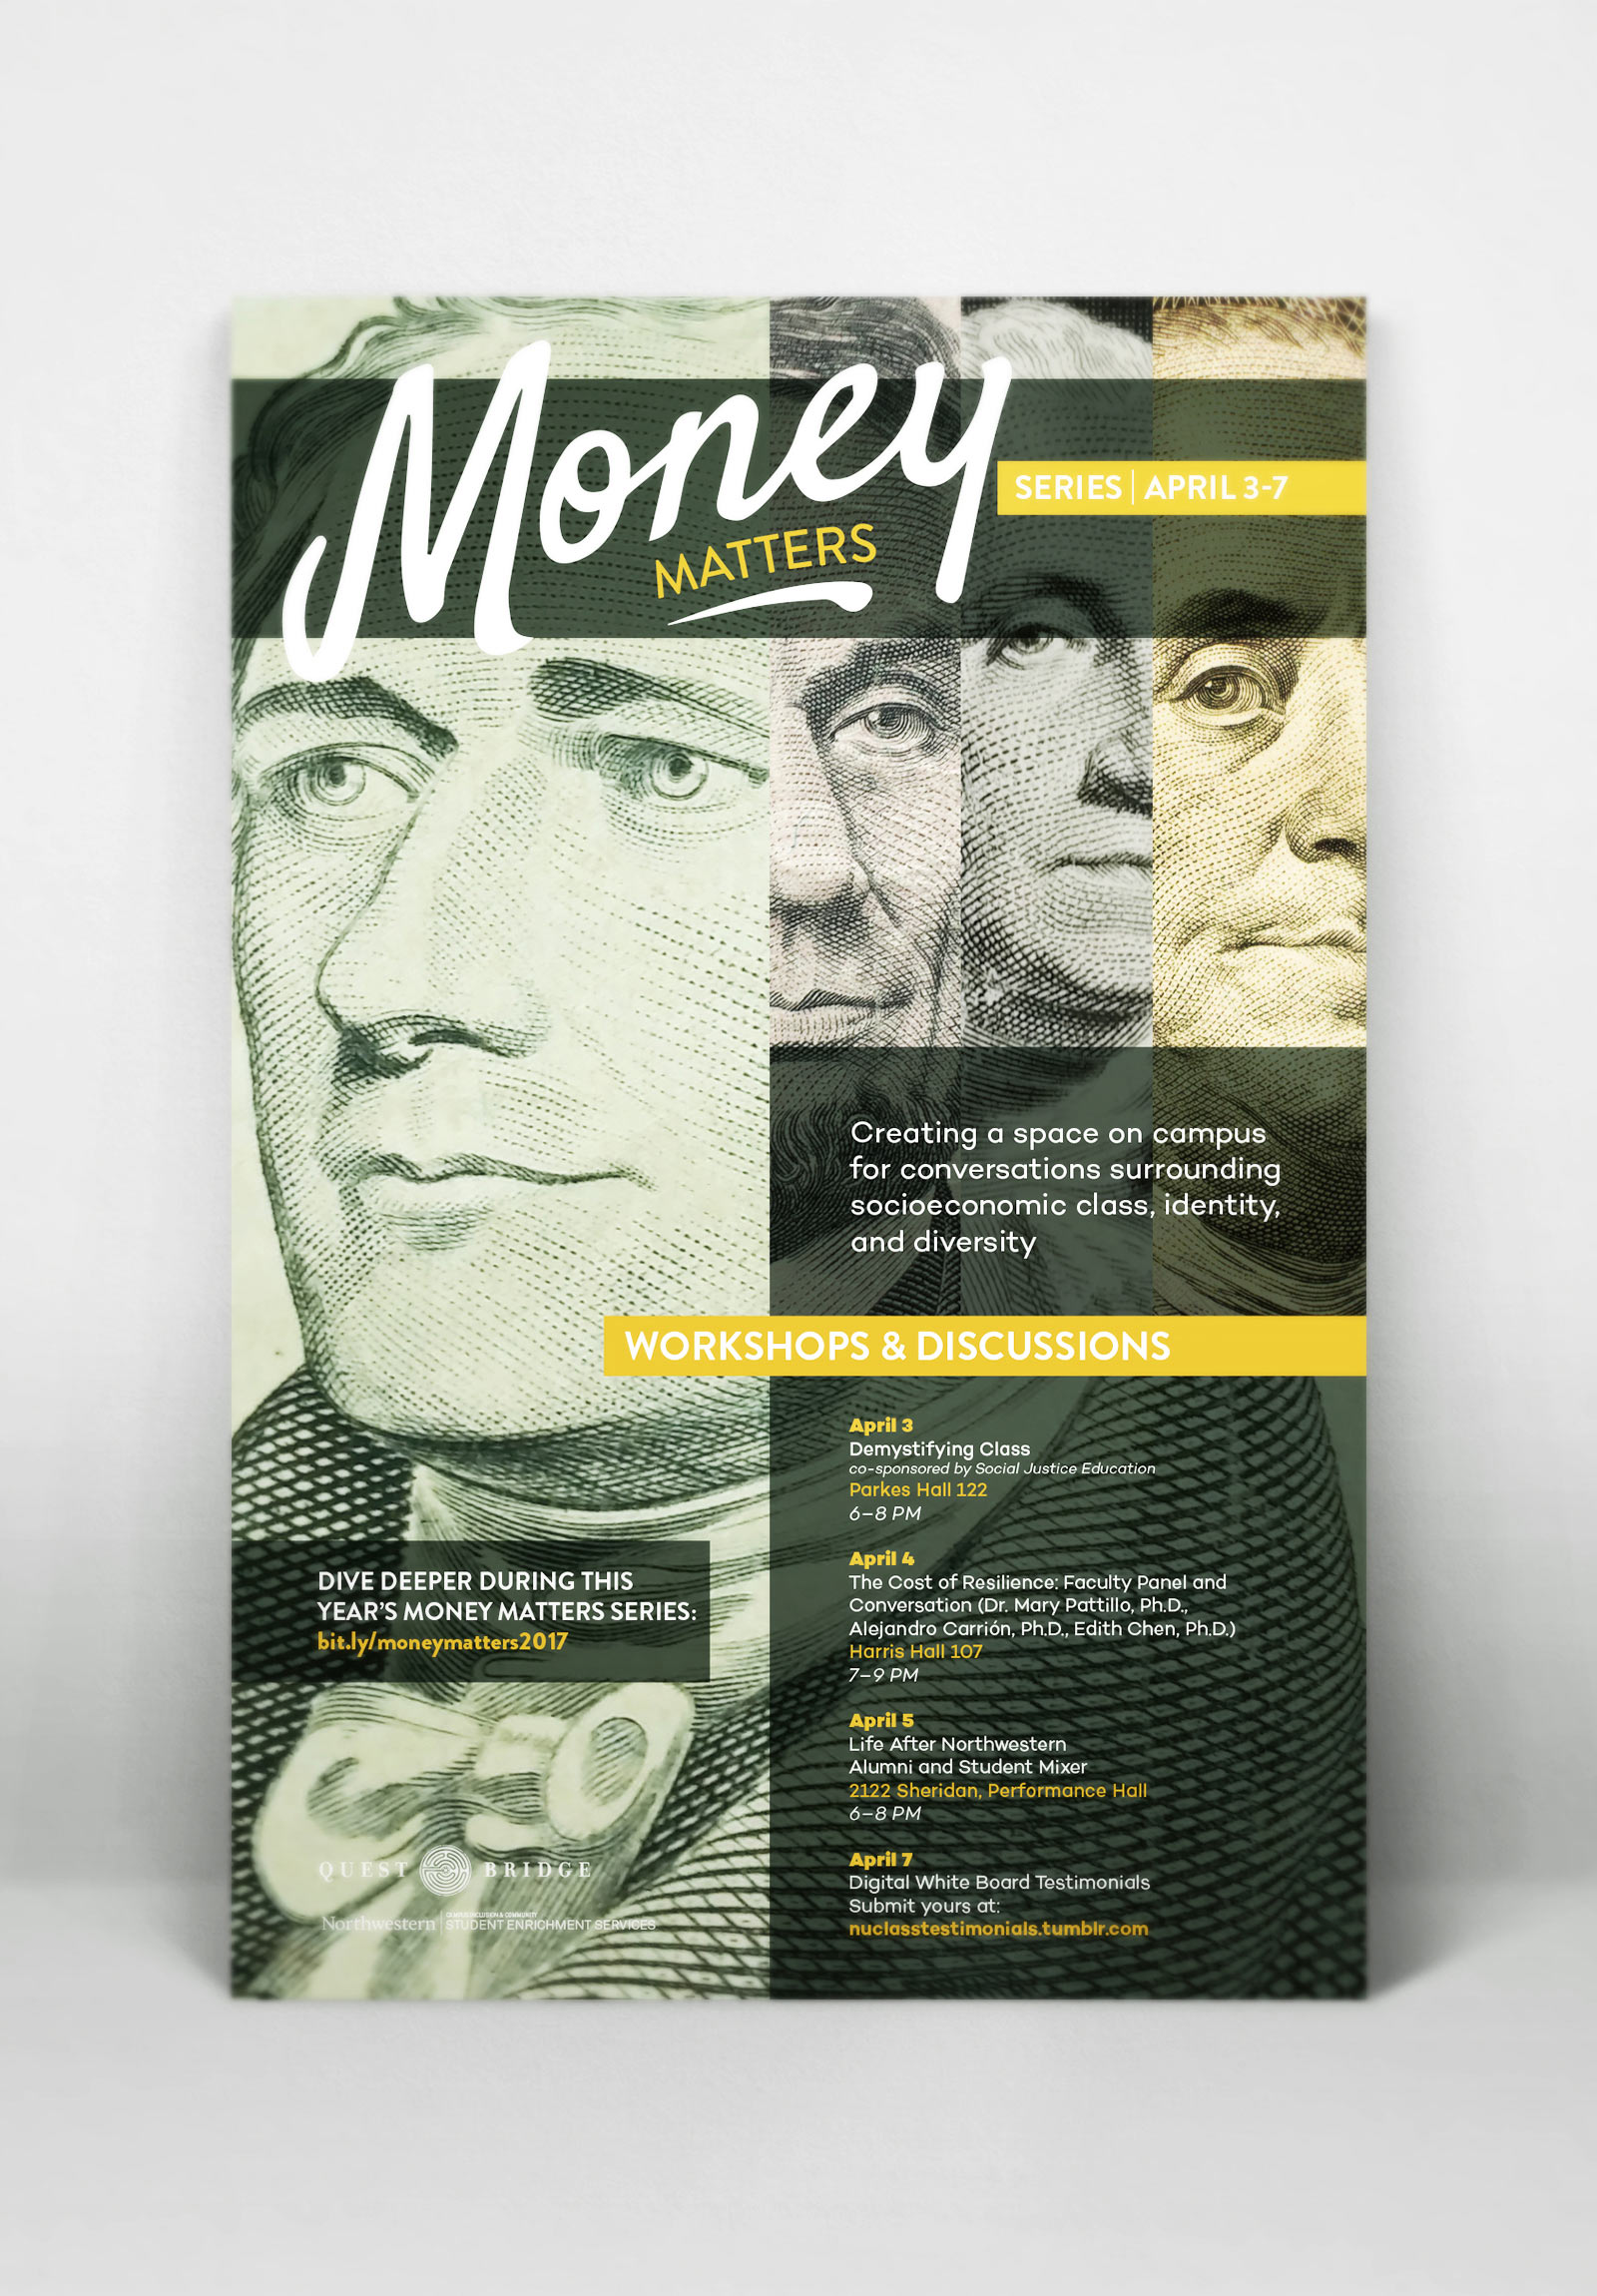 Money
MATTERS
SERIES | APRIL 3-7
Creating a space on campus
for conversations surrounding
socioeconomic class, identity,
and diversity
WORKSHOPS & DISCUSSIONS
April 3
Demystifying Class
co-sponsored by Social Justice Education
Parkes Hall 122
6–8 PM
April 4
The Cost of Resilience: Faculty Panel and
Conversation (Dr. Mary Pattillo, Ph.D.,
Alejandro Carrión, Ph.D., Edith Chen, Ph.D.)
Harris Hall 107
7–9 PM
April 5
Life After Northwestern
Alumni and Student Mixer
2122 Sheridan, Performance Hall
6–8 PM
April 7
Digital White Board Testimonials
Submit yours at:
nuclasstestimonials.tumblr.com
DIVE DEEPER DURING THIS
YEAR'S MONEY MATTERS SERIES:
bit.ly/moneymatters2017
QUEST BRIDGE
Northwestern | CAMPUS INCLUSION & COMMUNITY
STUDENT ENRICHMENT SERVICES